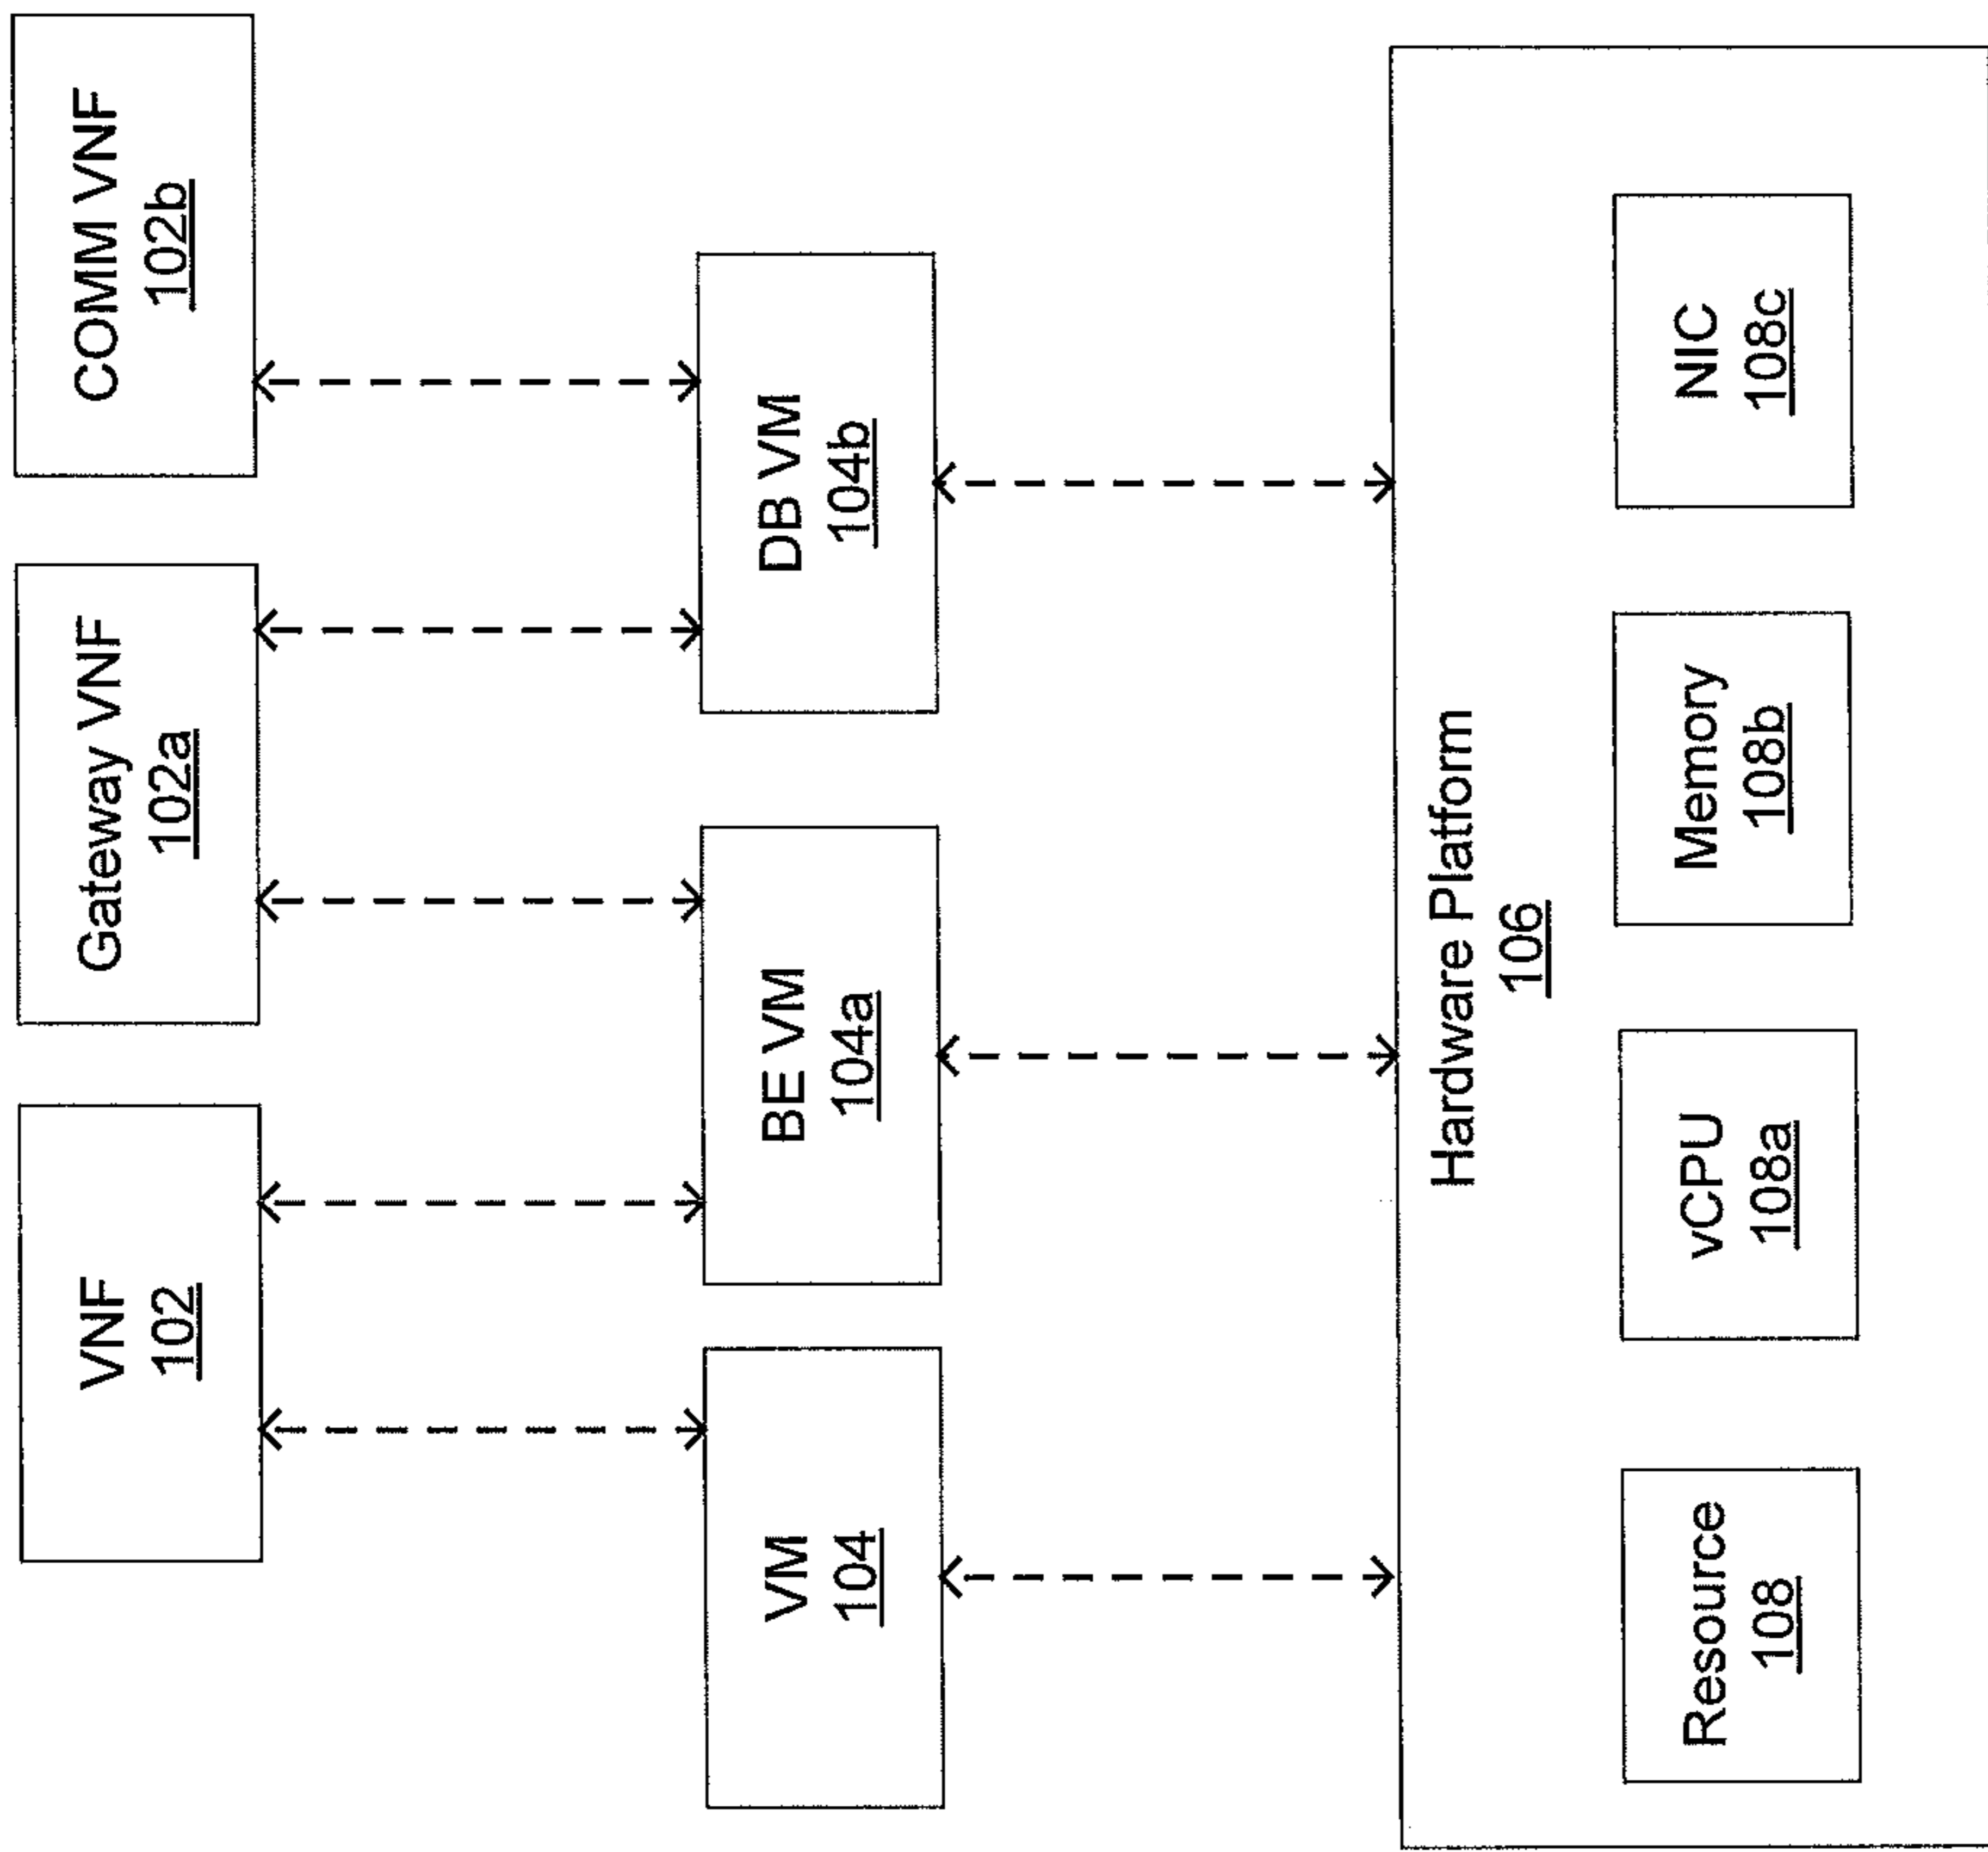 VNF
102
Gateway VNF
102a
COMM VNF
102b
VM
104
BE VM
104a
DB VM
104b
Hardware Platform
106
Resource
108
vCPU
108a
Memory
108b
NIC
108c